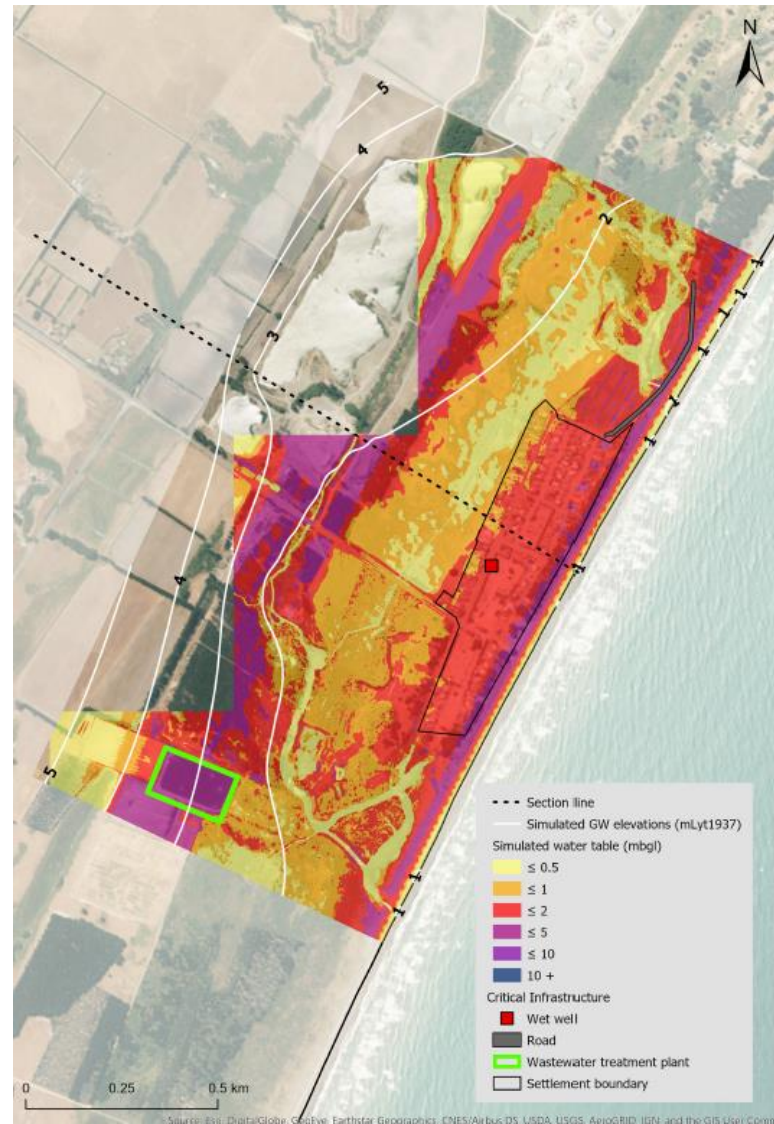 N
5
4
3
2
1
1
1
1
1
1
1
4
5
1
1
Section line
Simulated GW elevations (mLyt1937)
Simulated water table (mbgl)
≤ 0.5
≤ 1
≤ 2
≤ 5
≤ 10
10 +
Critical Infrastructure
Wet well
Road
Wastewater treatment plant
Settlement boundary
0 0.25 0.5 km
Source: Esri, DigitalGlobe, GeoEye, Earthstar Geographics, CNES/Airbus DS, USDA, USGS, AeroGRID, IGN, and the GIS User Com